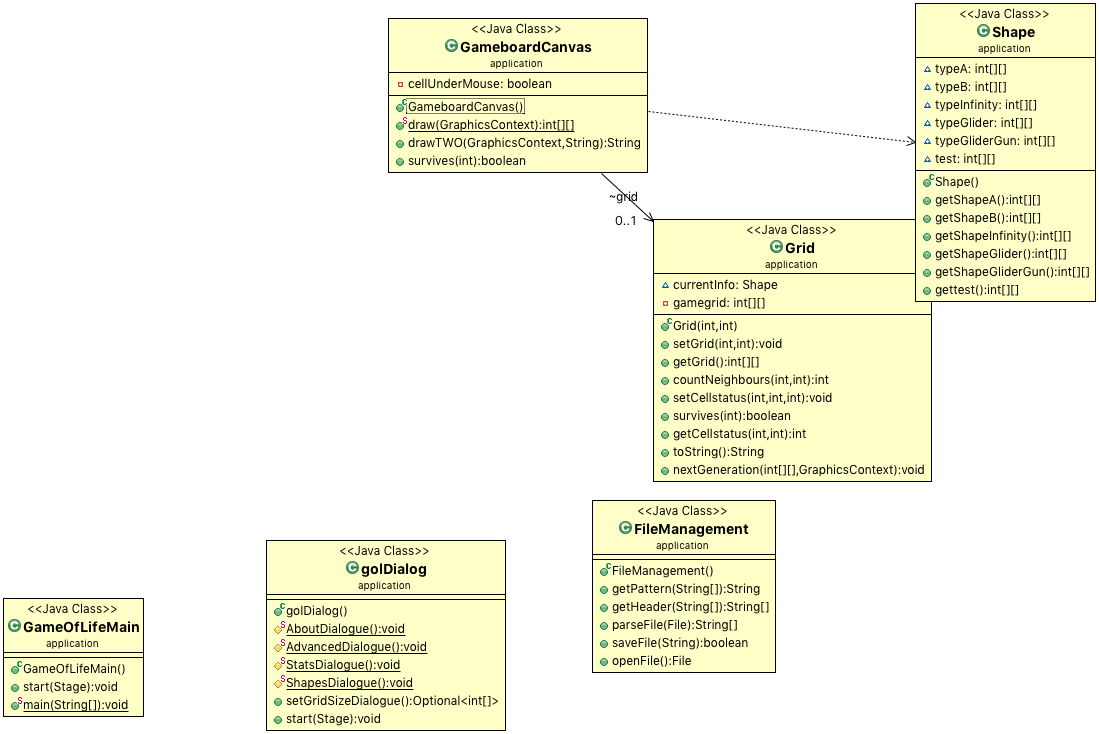 <<Java Class>>
GameboardCanvas
application
cellUnderMouse: boolean
GameboardCanvas()
draw(GraphicsContext):int[][]
drawTWO(GraphicsContext,String):String
survives(int):boolean
<<Java Class>>
Shape
application
typeA: int[][]
typeB: int[][]
typeInfinity: int[][]
typeGlider: int[][]
typeGliderGun: int[][]
test: int[][]
Shape()
getShapeA():int[][]
getShapeB():int[][]
getShapeInfinity():int[][]
getShapeGlider():int[][]
getShapeGliderGun():int[][]
gettest():int[][]
~grid
0..1
<<Java Class>>
Grid
application
currentInfo: Shape
gamegrid: int[][]
Grid(int,int)
setGrid(int,int):void
getGrid():int[][]
countNeighbours(int,int):int
setCellstatus(int,int,int):void
survives(int):boolean
getCellstatus(int,int):int
toString():String
nextGeneration(int[][],GraphicsContext):void
<<Java Class>>
FileManagement
application
FileManagement()
getPattern(String[]):String
getHeader(String[]):String[]
parseFile(File):String[]
saveFile(String):boolean
openFile():File
<<Java Class>>
golDialog
application
golDialog()
AboutDialogue():void
AdvancedDialogue():void
StatsDialogue():void
ShapesDialogue():void
setGridSizeDialogue():Optional<int[]>
start(Stage):void
<<Java Class>>
GameOfLifeMain
application
GameOfLifeMain()
start(Stage):void
main(String[]):void